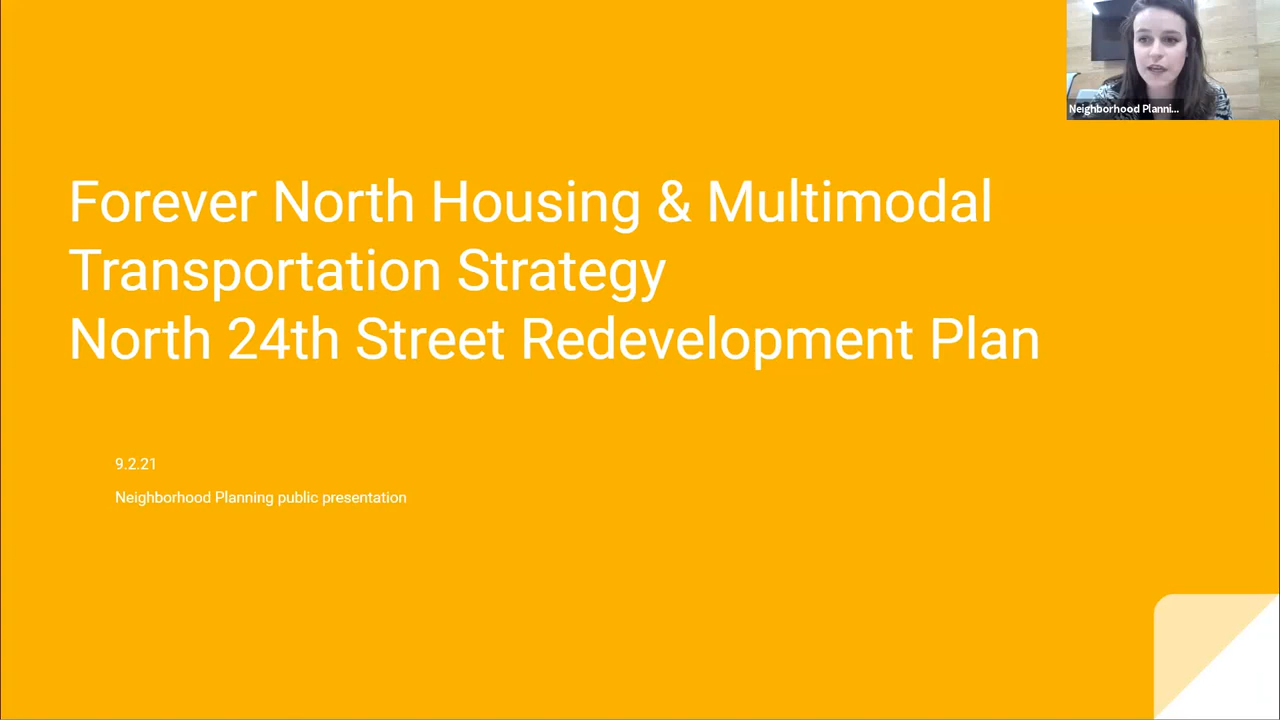 Neighborhood Planni...
Forever North Housing & Multimodal
Transportation Strategy
North 24th Street Redevelopment Plan
9.2.21
Neighborhood Planning public presentation